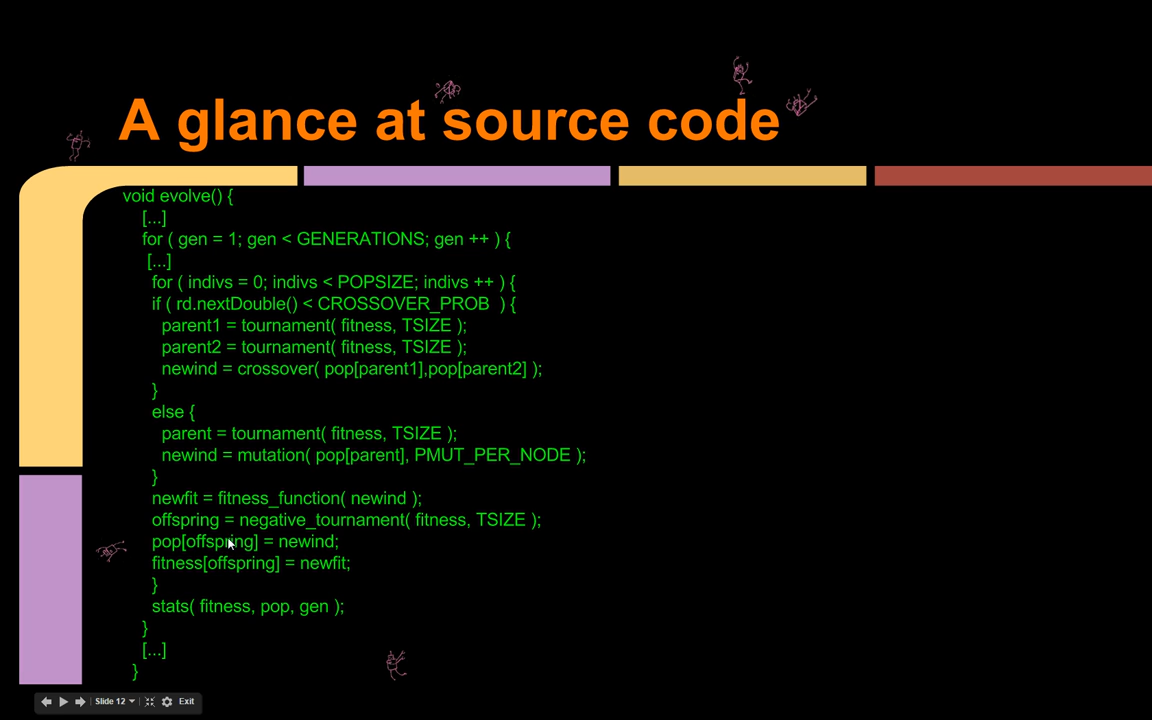 A glance at source code
void evolve() {
[...]
for ( gen = 1; gen < GENERATIONS; gen ++ ) {
[...]
for ( indivs = 0; indivs < POPSIZE; indivs ++ ) {
if ( rd.nextDouble() < CROSSOVER_PROB  ) {
parent1 = tournament( fitness, TSIZE );
parent2 = tournament( fitness, TSIZE );
newind = crossover( pop[parent1],pop[parent2] );
}
else {
parent = tournament( fitness, TSIZE );
newind = mutation( pop[parent], PMUT_PER_NODE );
}
newfit = fitness_function( newind );
offspring = negative_tournament( fitness, TSIZE );
pop[offspring] = newind;
fitness[offspring] = newfit;
}
stats( fitness, pop, gen );
}
[...]
}
Slide 12
Exit